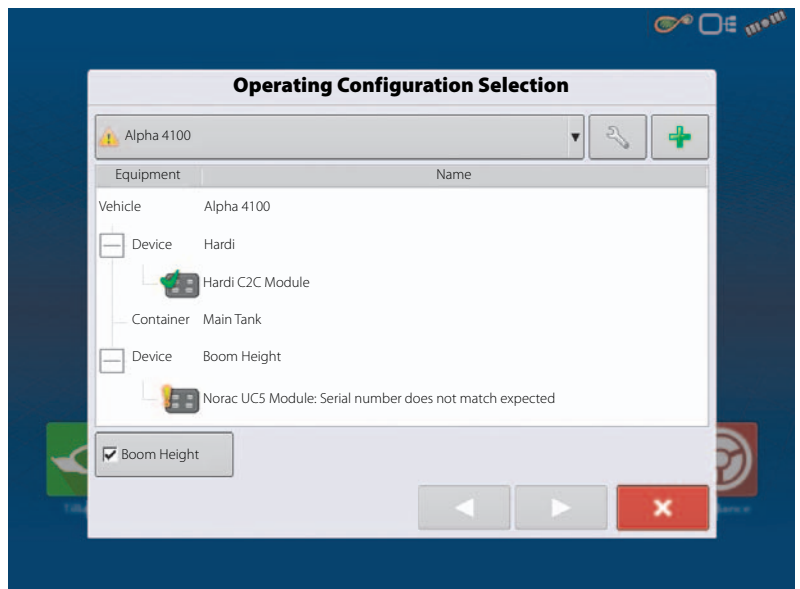 Operating Configuration Selection
Alpha 4100
Equipment Name
Vehicle Alpha 4100
Device Hardi
Hardi C2C Module
Container Main Tank
Device Boom Height
Norac UC5 Module: Serial number does not match expected
Boom Height